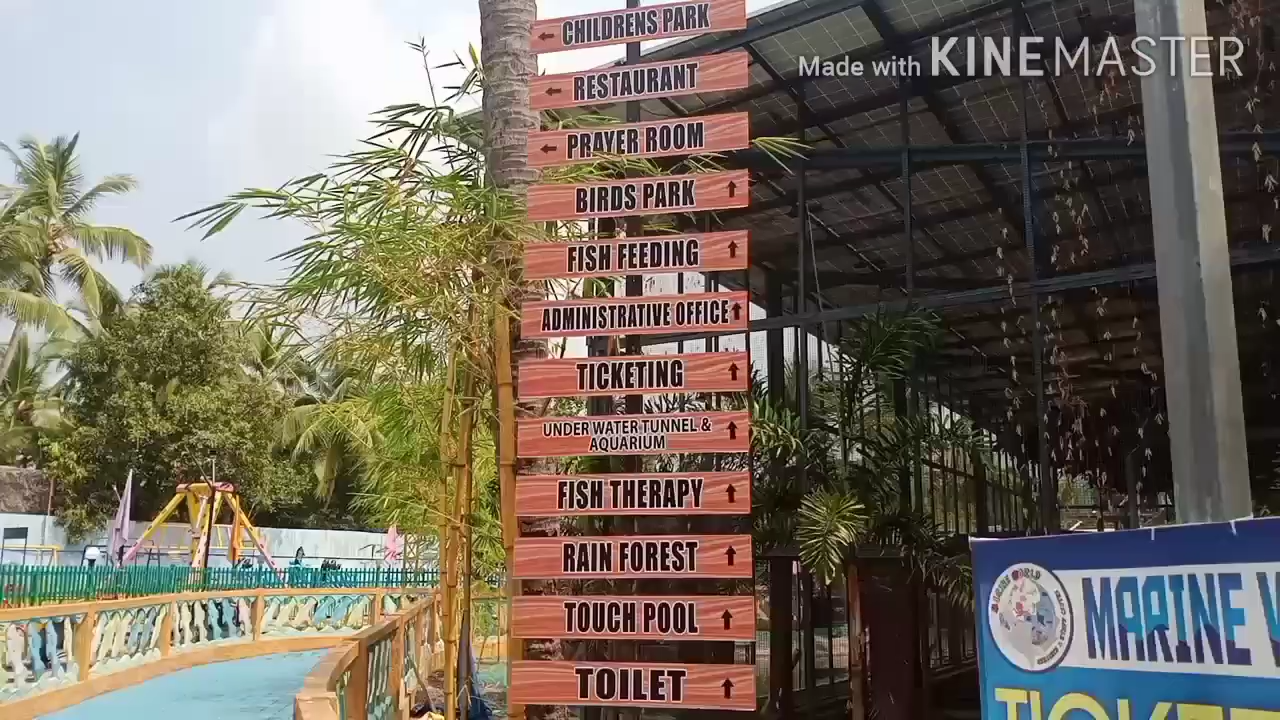 CHILDRENS PARK
RESTAURANT
PRAYER ROOM
BIRDS PARK
FISH FEEDING
ADMINISTRATIVE OFFICE
TICKETING
UNDER WATER TUNNEL &
AQUARIUM
FISH THERAPY
RAIN FOREST
TOUCH POOL
TOILET
Made with KINEMASTER
MARINE